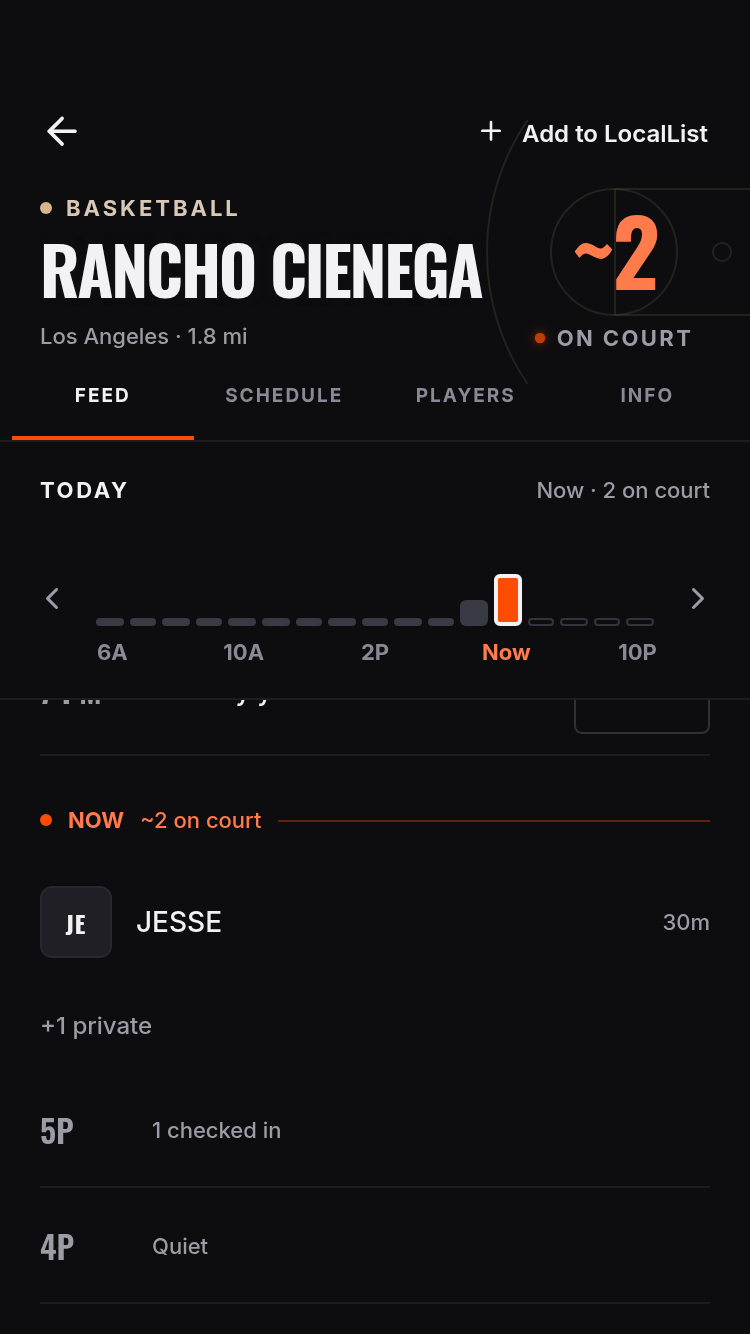 Add to LocalList
BASKETBALL
RANCHO CIENEGA
~2
Los Angeles · 1.8 mi
ON COURT
FEED SCHEDULE PLAYERS INFO
TODAY
Now · 2 on court
6A 10A 2P Now 10P
NOW ~2 on court
JE JESSE 30m
+1 private
5P 1 checked in
4P Quiet